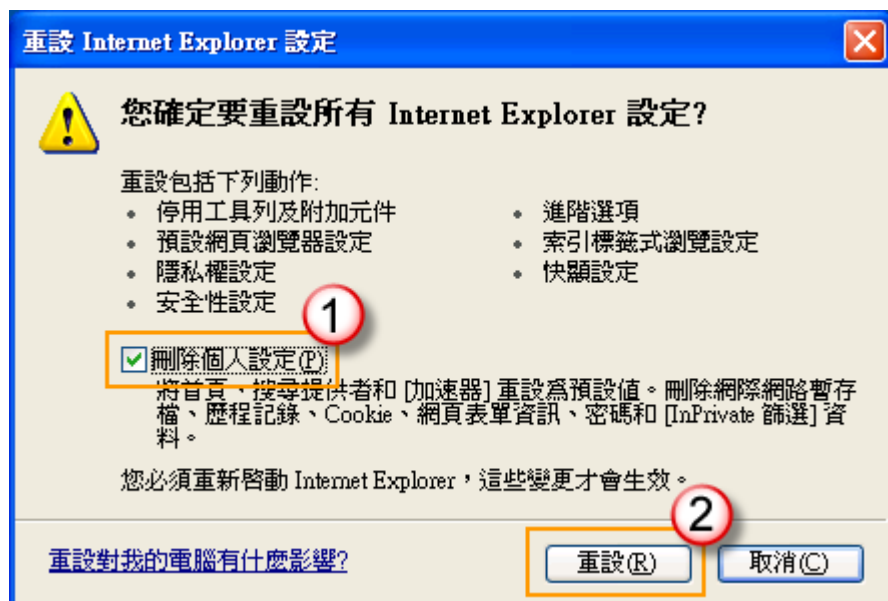 重設 Internet Explorer 設定
您確定要重設所有 Internet Explorer 設定?
重設包括下列動作:
• 停用工具列及附加元件
• 預設網頁瀏覽器設定
• 隱私權設定
• 安全性設定
• 進階選項
• 索引標籤式瀏覽設定
• 快顯設定
1
刪除個人設定(P)
將首頁、搜尋提供者和 [加速器] 重設為預設值。刪除網際網路暫存
檔、歷程記錄、Cookie、網頁表單資訊、密碼和 [InPrivate 篩選] 資
料。
您必須重新啟動 Internet Explorer,這些變更才會生效。
2
重設對我的電腦有什麼影響?
重設(R)
取消(C)